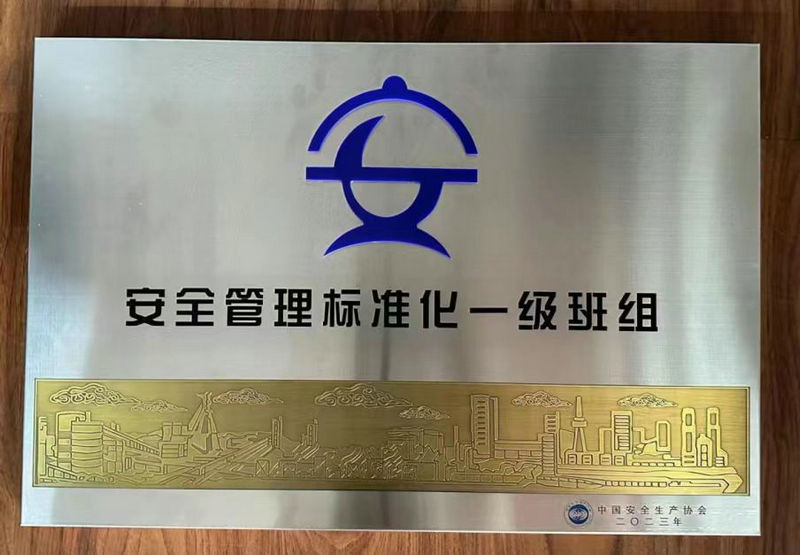 安全管理标准化一级班组
中国安全生产协会
二〇二三年